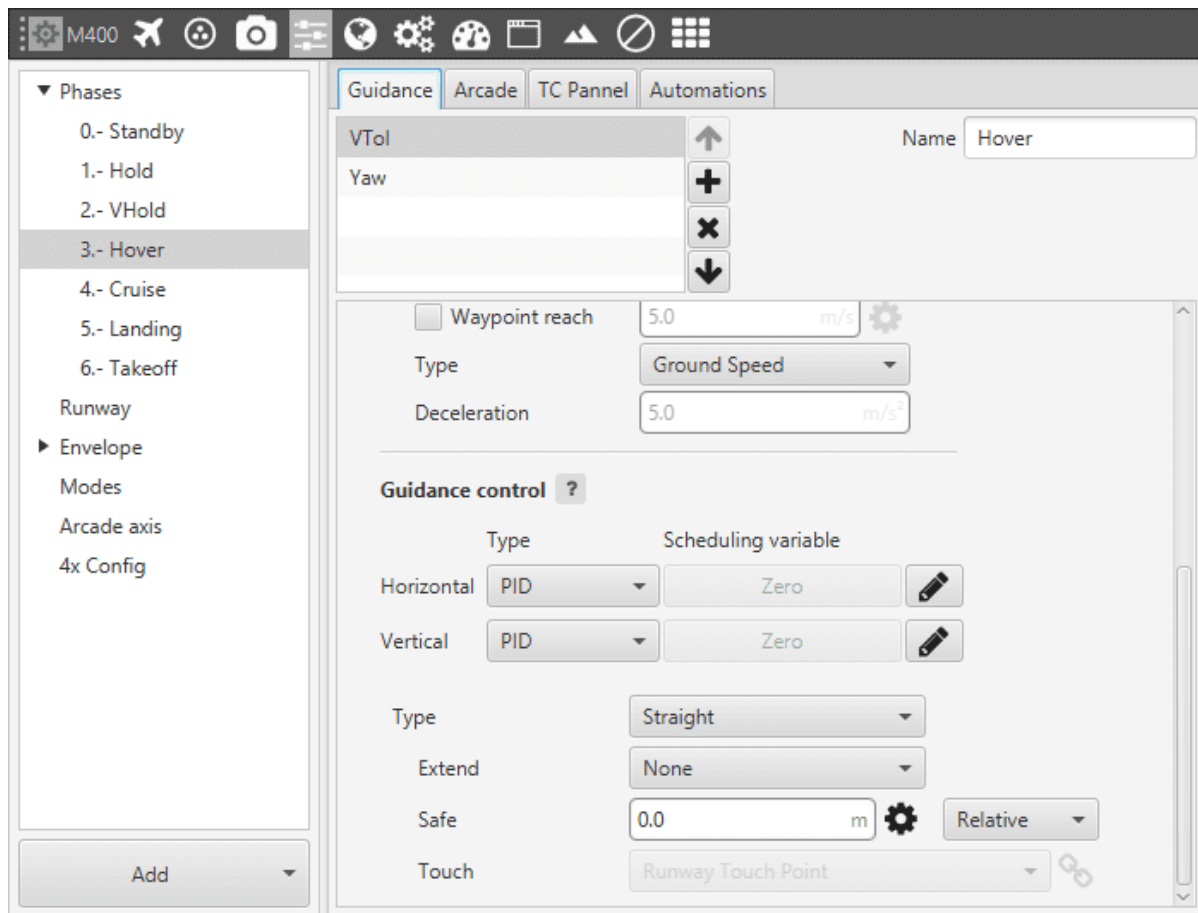 M400
Phases
0.- Standby
1.- Hold
2.- VHold
3.- Hover
4.- Cruise
5.- Landing
6.- Takeoff
Runway
Envelope
Modes
Arcade axis
4x Config
Add
Guidance Arcade TC Pannel Automations
VTol
Yaw
Name Hover
Waypoint reach 5.0 m/s
Type Ground Speed
Deceleration 5.0 m/s²
Guidance control ?
Type Scheduling variable
Horizontal PID Zero
Vertical PID Zero
Type Straight
Extend None
Safe 0.0 m Relative
Touch Runway Touch Point